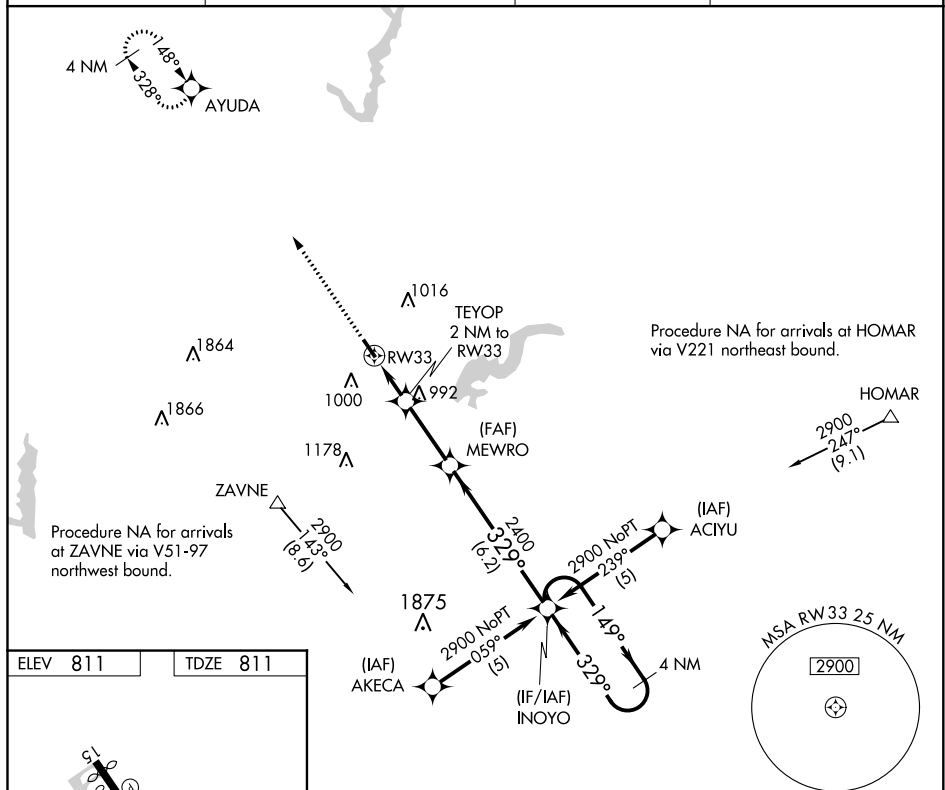 4 NM
148°
328°
AYUDA
1016
TEYOP
2 NM to
RW33
1864
RW33
Procedure NA for arrivals at HOMAR
via V221 northeast bound.
1000
992
1866
HOMAR
2900
247°
(9.1)
(FAF)
MEWRO
1178
ZAVNE
2900
143°
(8.6)
Procedure NA for arrivals
at ZAVNE via V51-97
northwest bound.
2400
329°
(6.2)
(IAF)
ACIYU
2900 NoPT
239°
(5)
1875
2900 NoPT
059°
(5)
149°
329°
4 NM
(IAF)
AKECA
(IF/IAF)
INOYO
MSA RW33 25 NM
2900
ELEV 811
TDZE 811
15
A